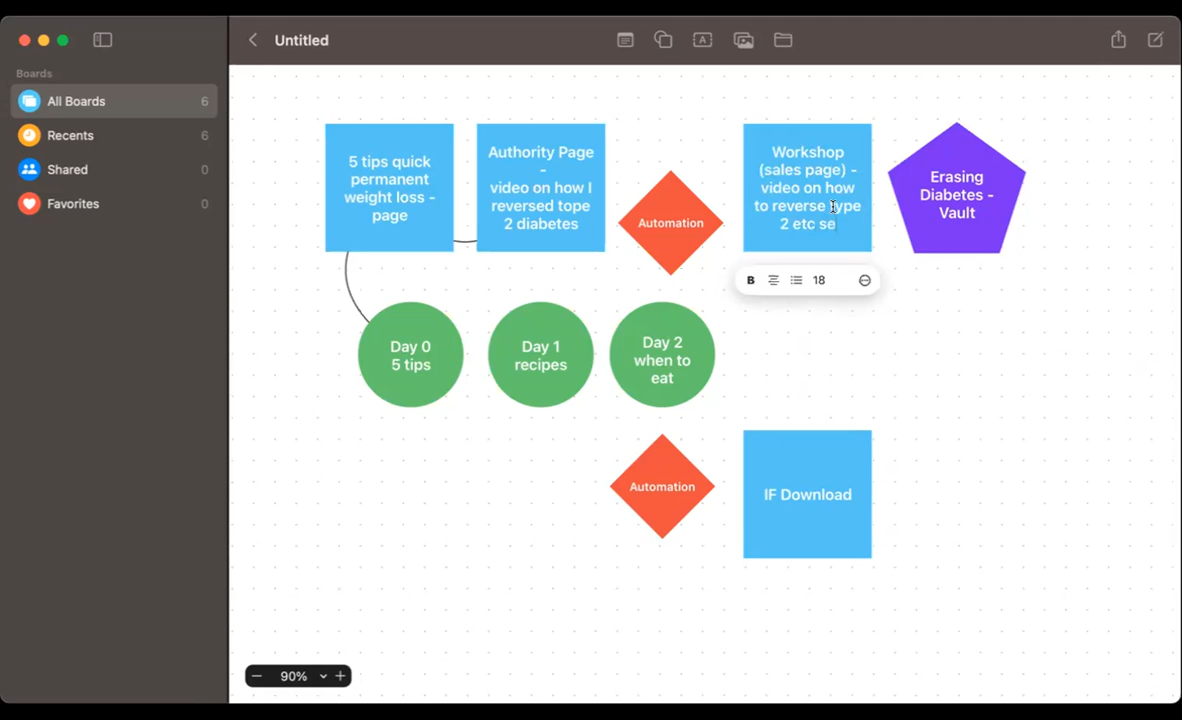 Untitled
Boards
All Boards 6
Recents 6
Shared 0
Favorites 0
5 tips quick
permanent
weight loss -
page
Authority Page
-
video on how I
reversed tope
2 diabetes
Automation
Workshop
(sales page) -
video on how
to reverse type
2 etc se
Erasing
Diabetes -
Vault
B
18
Day 0
5 tips
Day 1
recipes
Day 2
when to
eat
Automation
IF Download
90%